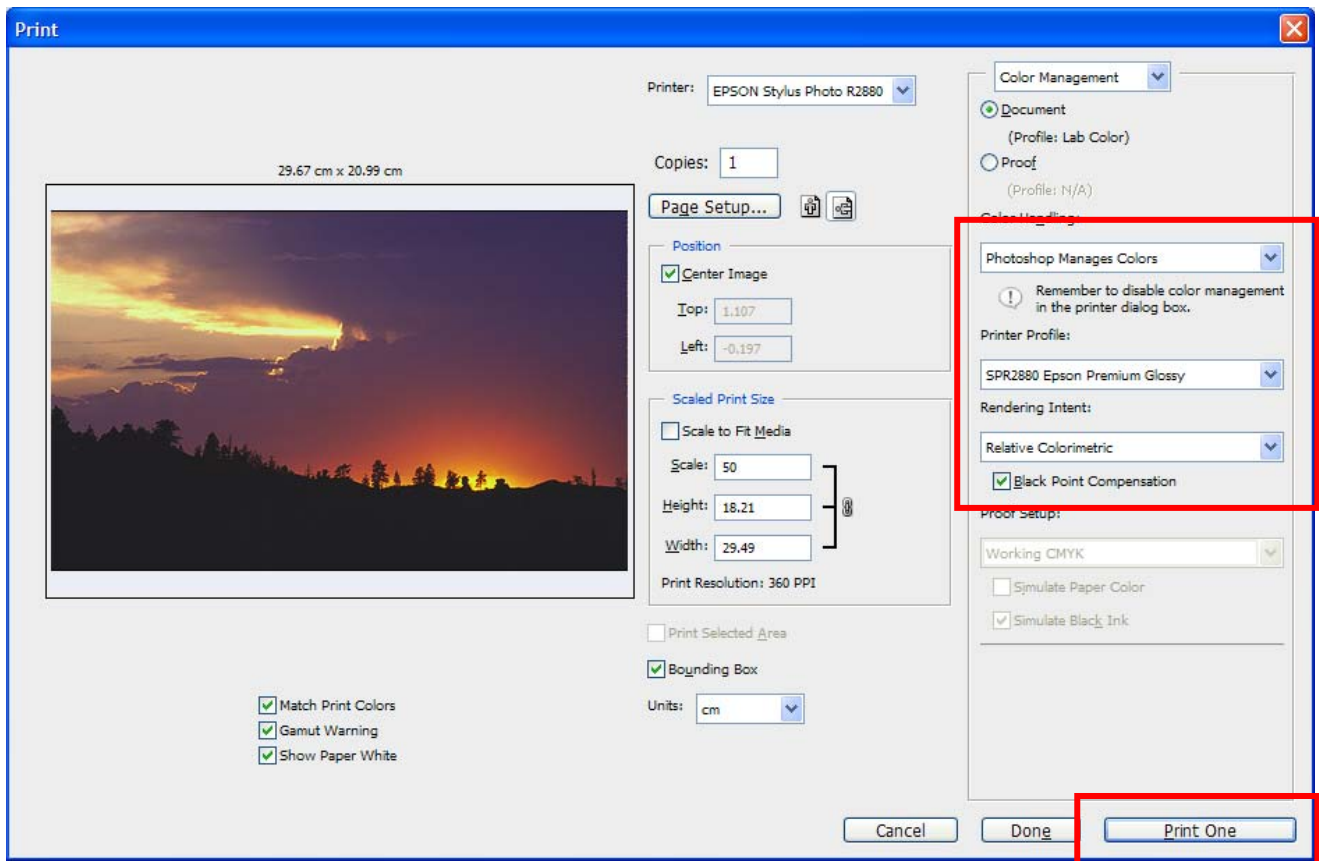 Print
29.67 cm x 20.99 cm
Match Print Colors
Gamut Warning
Show Paper White
Printer: EPSON Stylus Photo R2880
Copies: 1
Page Setup...
Position
Center Image
Top: 1.107
Left: -0.197
Scaled Print Size
Scale to Fit Media
Scale: 50
Height: 18.21
Width: 29.49
Print Resolution: 360 PPI
Print Selected Area
Bounding Box
Units: cm
Color Management
Document
(Profile: Lab Color)
Proof
(Profile: N/A)
Color Handling:
Photoshop Manages Colors
Remember to disable color management
in the printer dialog box.
Printer Profile:
SPR2880 Epson Premium Glossy
Rendering Intent:
Relative Colorimetric
Black Point Compensation
Proof Setup:
Working CMYK
Simulate Paper Color
Simulate Black Ink
Cancel
Done
Print One